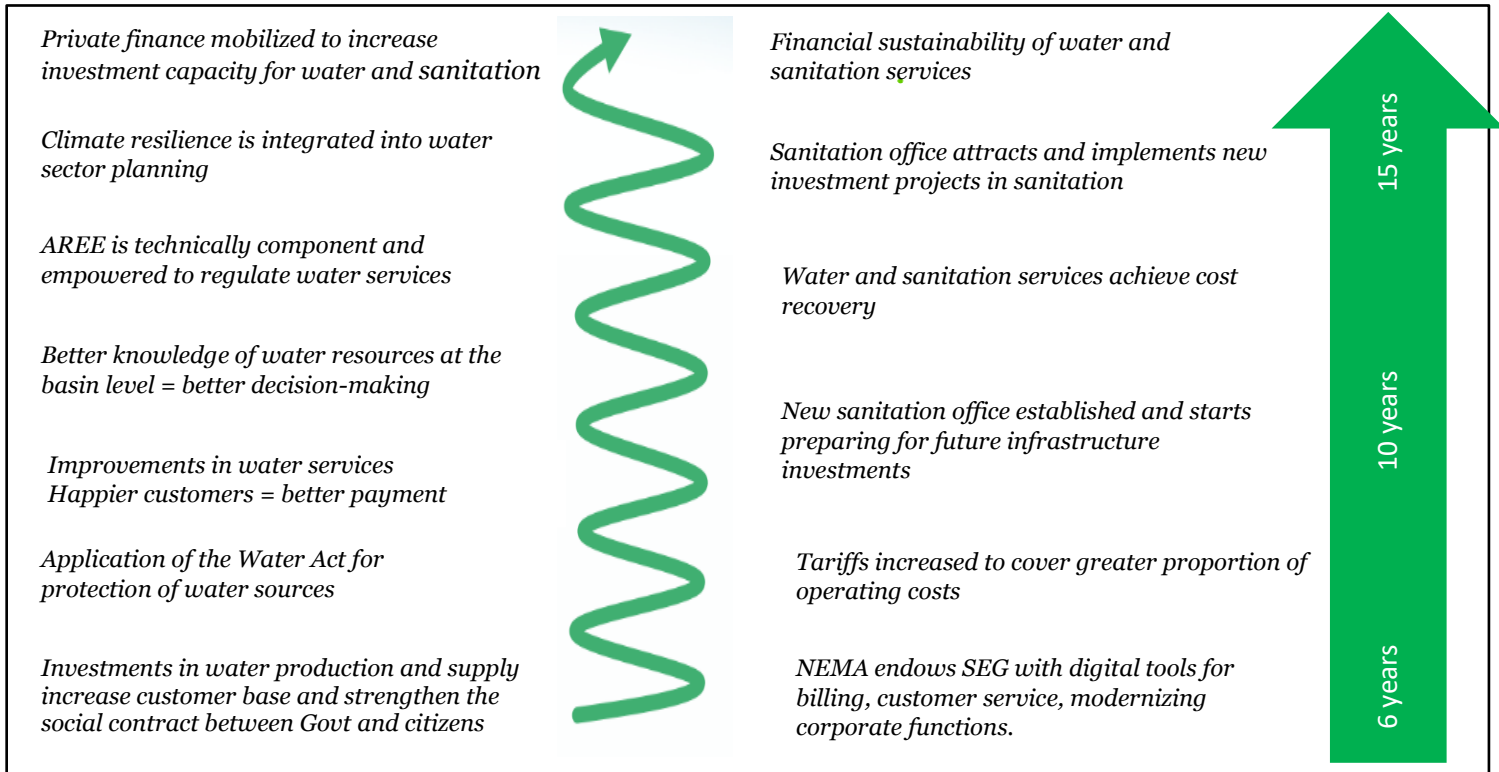 Private finance mobilized to increase
investment capacity for water and sanitation
Climate resilience is integrated into water
sector planning
AREE is technically component and
empowered to regulate water services
Better knowledge of water resources at the
basin level = better decision-making
Improvements in water services
Happier customers = better payment
Application of the Water Act for
protection of water sources
Investments in water production and supply
increase customer base and strengthen the
social contract between Govt and citizens
Financial sustainability of water and
sanitation services
Sanitation office attracts and implements new
investment projects in sanitation
Water and sanitation services achieve cost
recovery
New sanitation office established and starts
preparing for future infrastructure
investments
Tariffs increased to cover greater proportion of
operating costs
NEMA endows SEG with digital tools for
billing, customer service, modernizing
corporate functions.
15 years
10 years
6 years